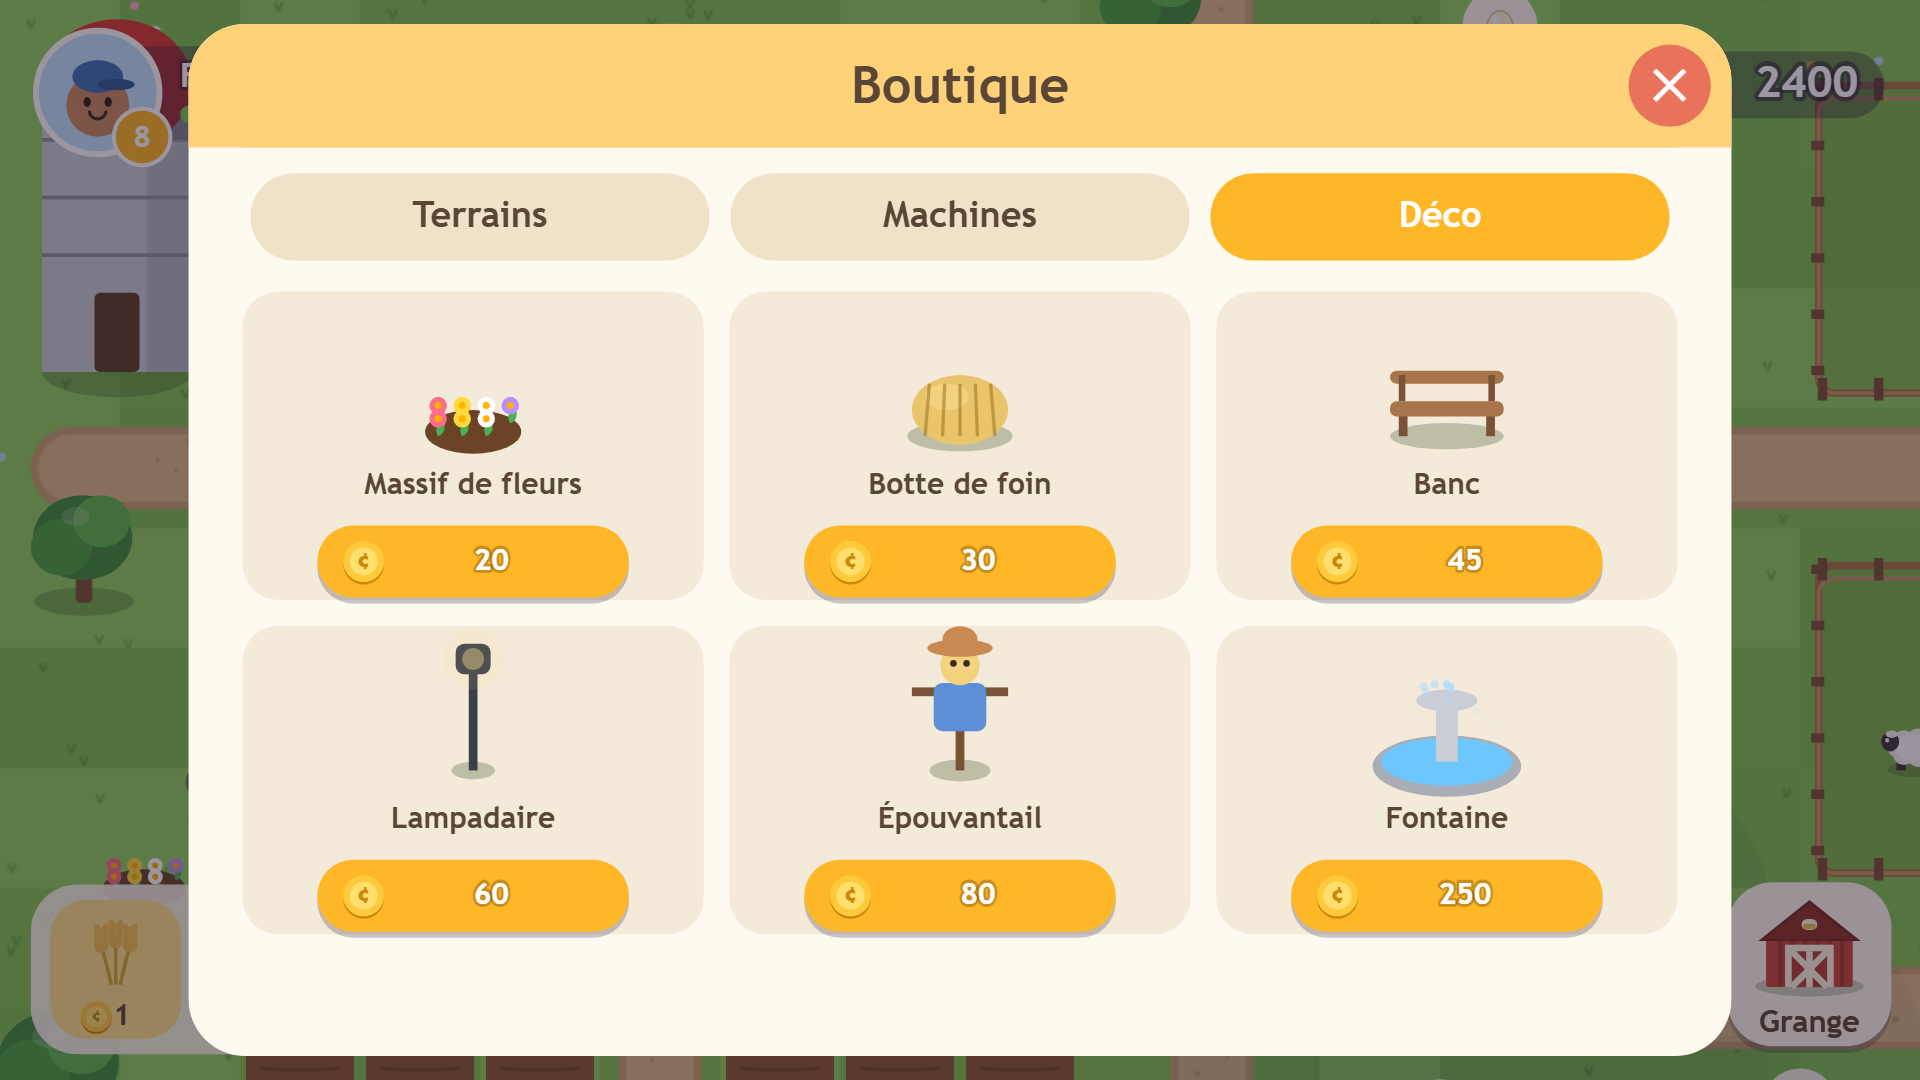 Boutique
2400
8
Terrains
Machines
Déco
Massif de fleurs
Botte de foin
Banc
20
30
45
Lampadaire
Épouvantail
Fontaine
60
80
250
1
Grange